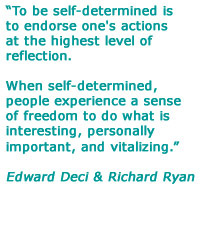 “To be self-determined is
to endorse one's actions
at the highest level of
reflection.
When self-determined,
people experience a sense
of freedom to do what is
interesting, personally
important, and vitalizing.”
Edward Deci & Richard Ryan